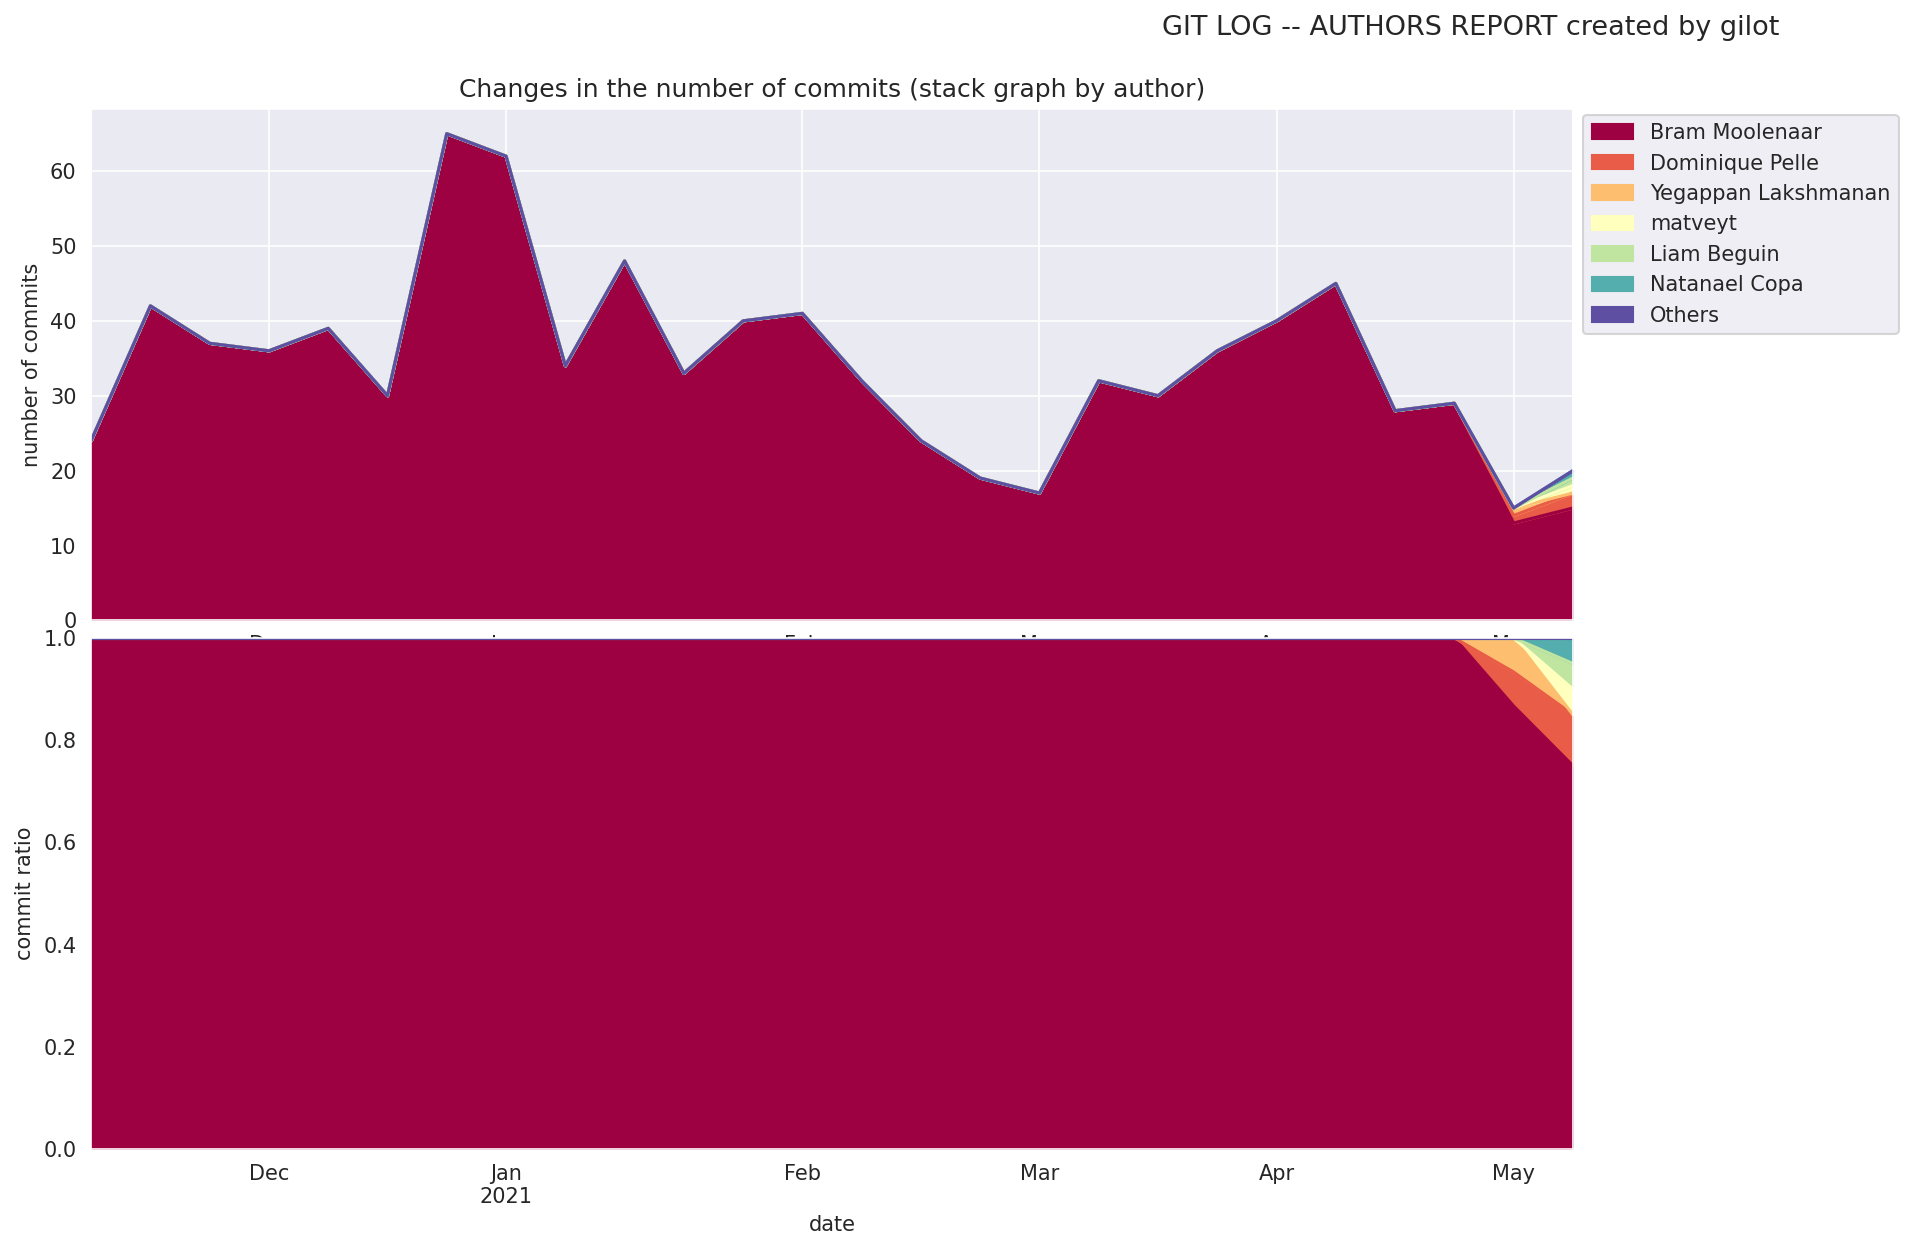 GIT LOG -- AUTHORS REPORT created by gilot
Changes in the number of commits (stack graph by author)
number of commits
60
50
40
30
20
10
0
Bram Moolenaar
Dominique Pelle
Yegappan Lakshmanan
matveyt
Liam Beguin
Natanael Copa
Others
commit ratio
1.0
0.8
0.6
0.4
0.2
0.0
Dec Jan Feb Mar Apr May
2021
date